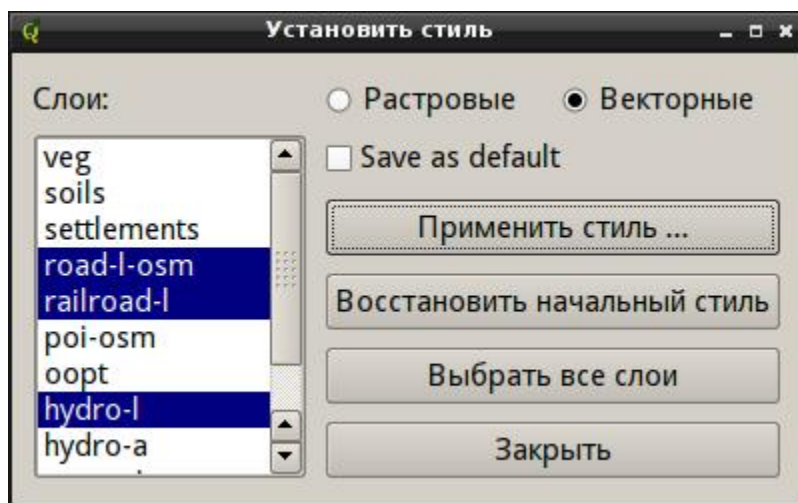 Установить стиль
Слои:
Растровые
Векторные
veg
soils
settlements
road-l-osm
railroad-l
poi-osm
oopt
hydro-l
hydro-a
Save as default
Применить стиль ...
Восстановить начальный стиль
Выбрать все слои
Закрыть